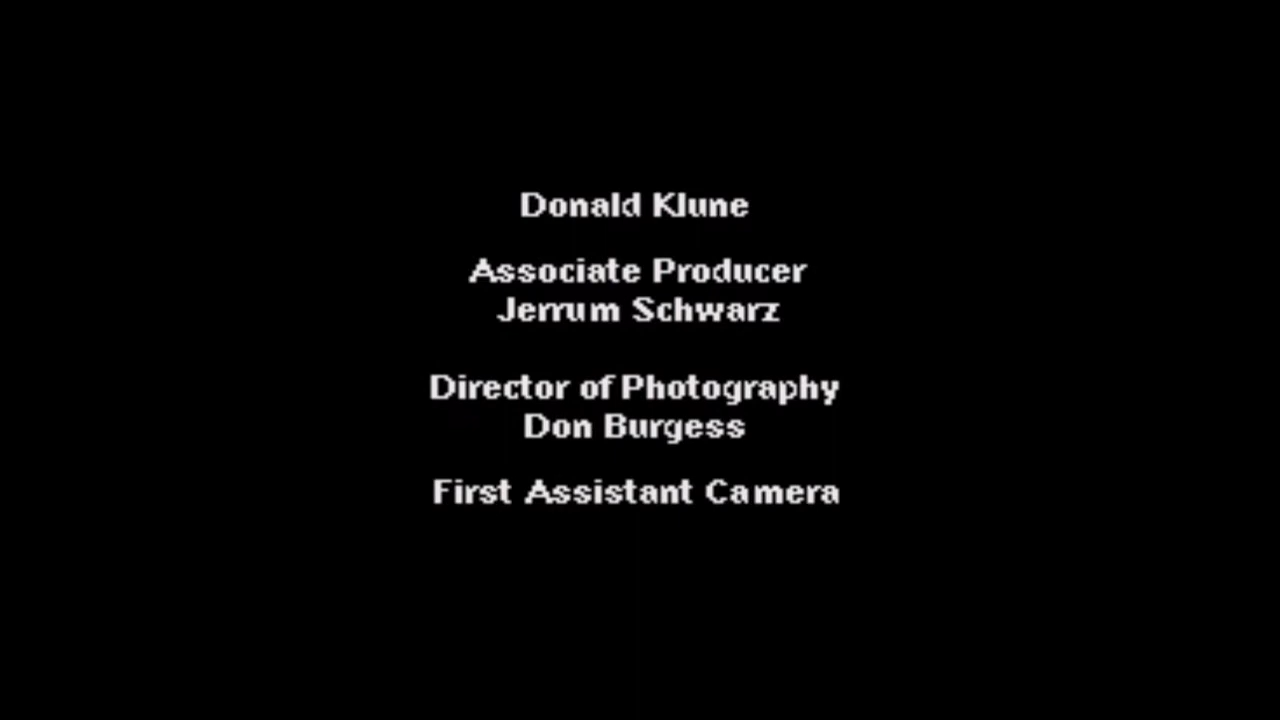 Donald Klune
Associate Producer
Jerrum Schwarz
Director of Photography
Don Burgess
First Assistant Camera